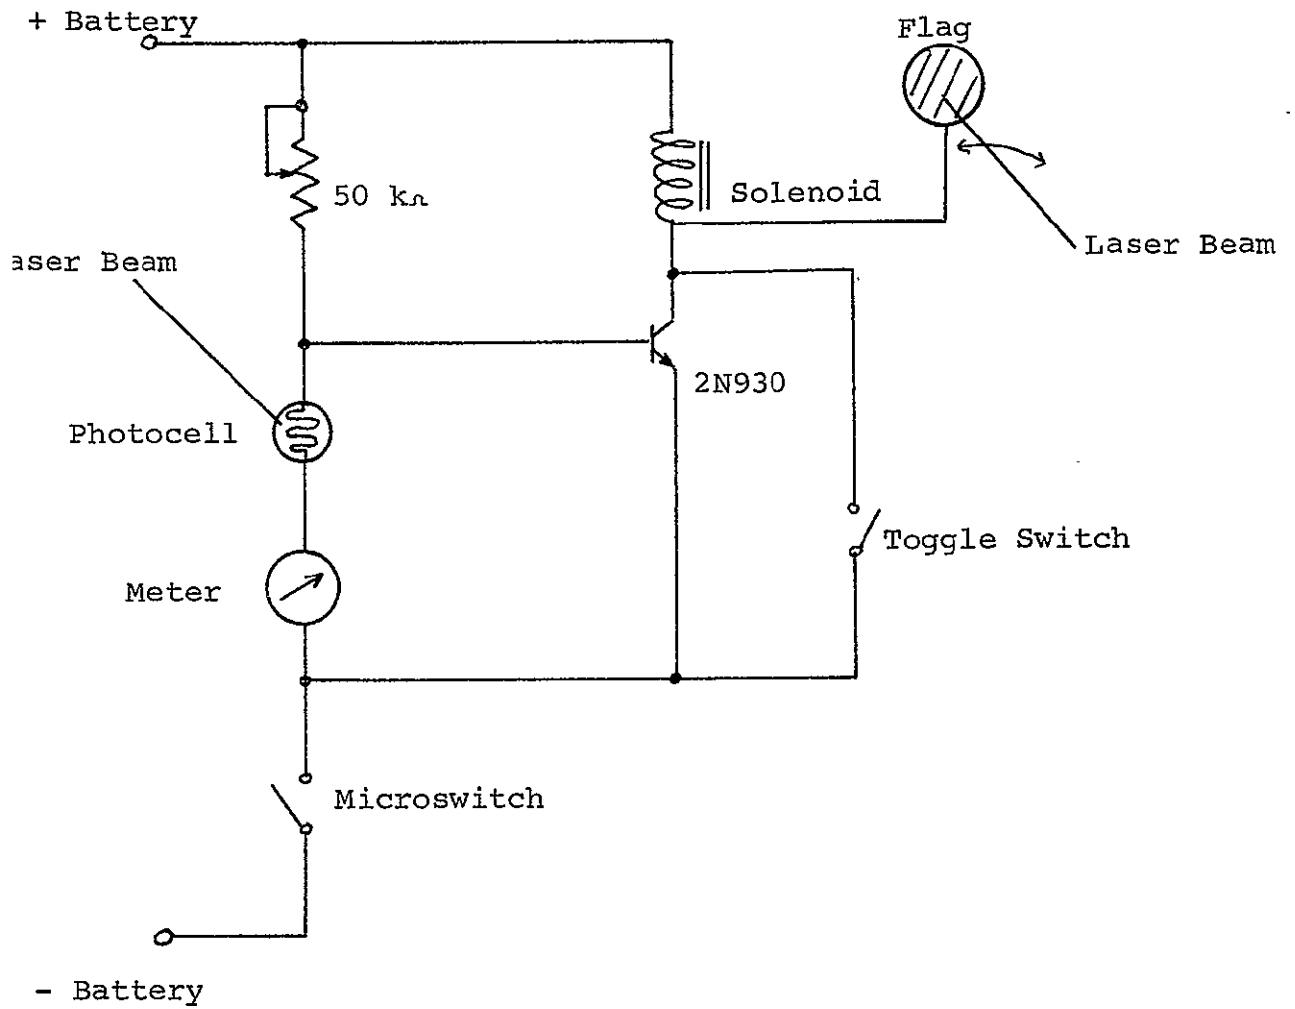 + Battery
Flag
50 kΩ
Solenoid
Laser Beam
aser Beam
2N930
Photocell
Toggle Switch
Meter
Microswitch
- Battery